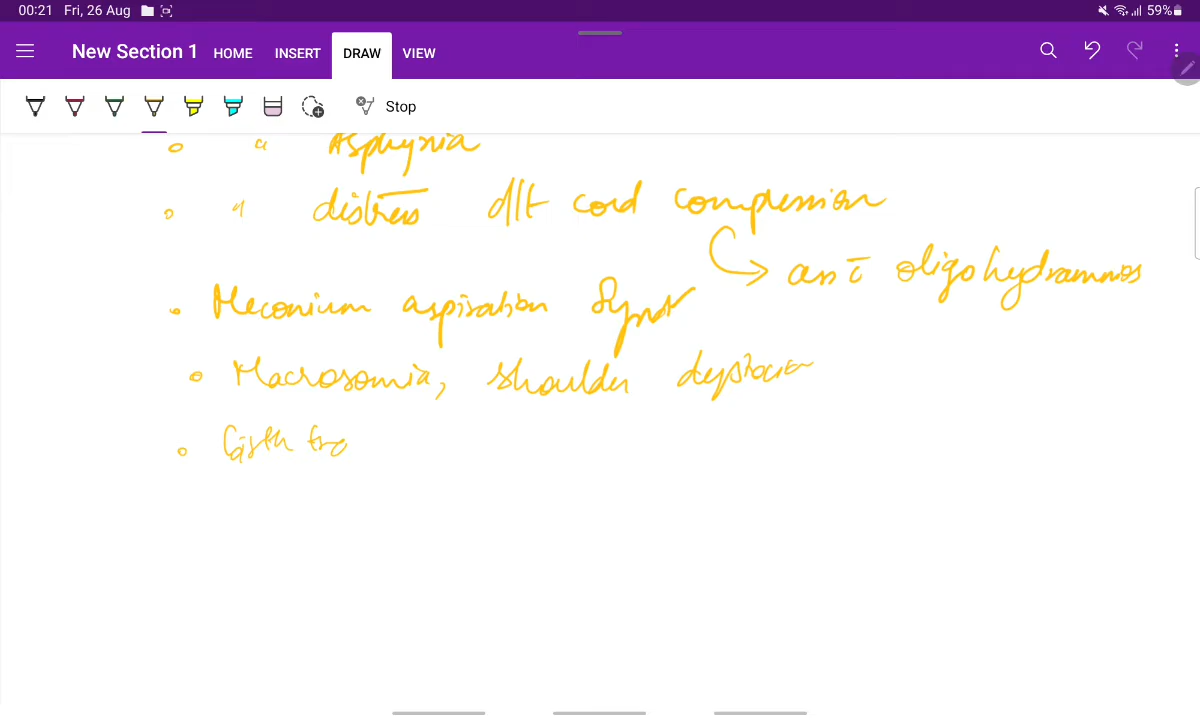 00:21 Fri, 26 Aug 59%
New Section 1 HOME INSERT DRAW VIEW
Stop
" Asphyxia
" distress d/t cord compression
ass c̄ oligohydramnios
Meconium aspiration Synd
Macrosomia, shoulder dystocia
Birth tra